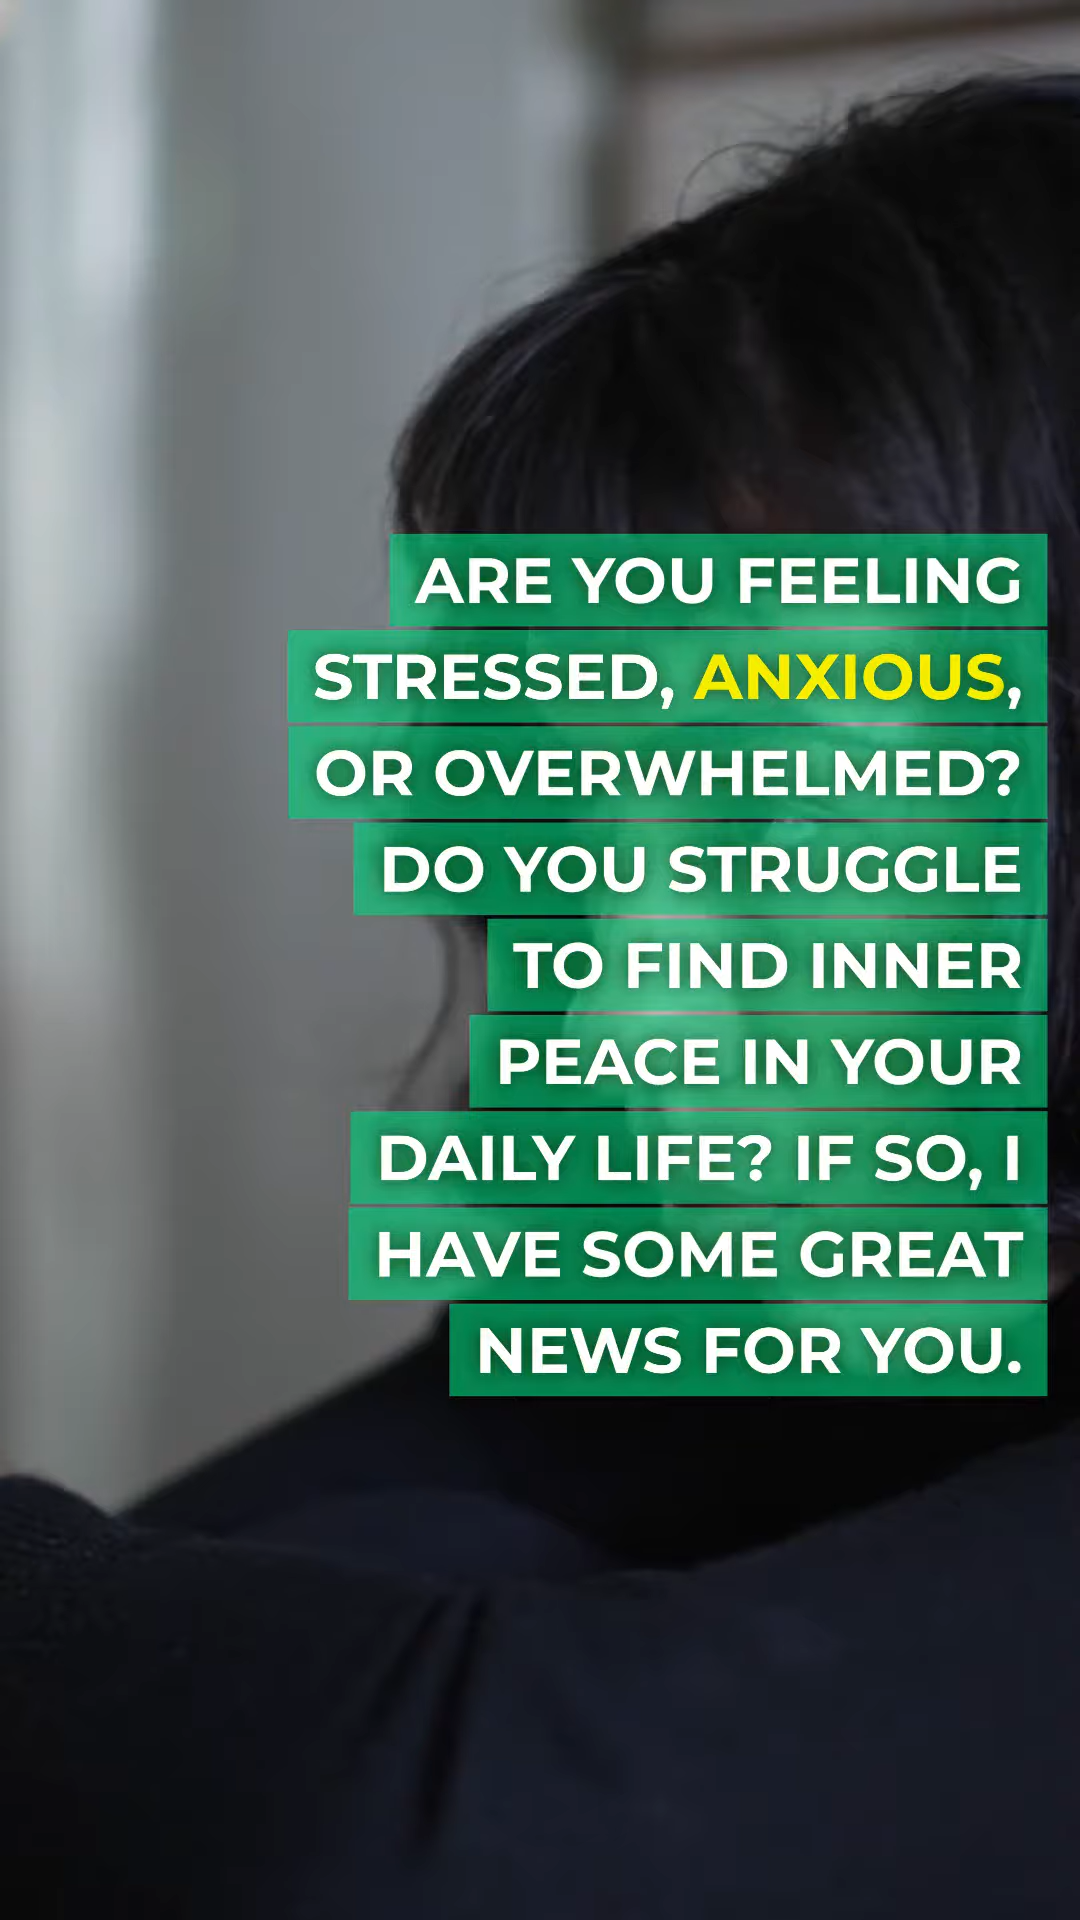 ARE YOU FEELING
STRESSED, ANXIOUS,
OR OVERWHELMED?
DO YOU STRUGGLE
TO FIND INNER
PEACE IN YOUR
DAILY LIFE? IF SO, I
HAVE SOME GREAT
NEWS FOR YOU.